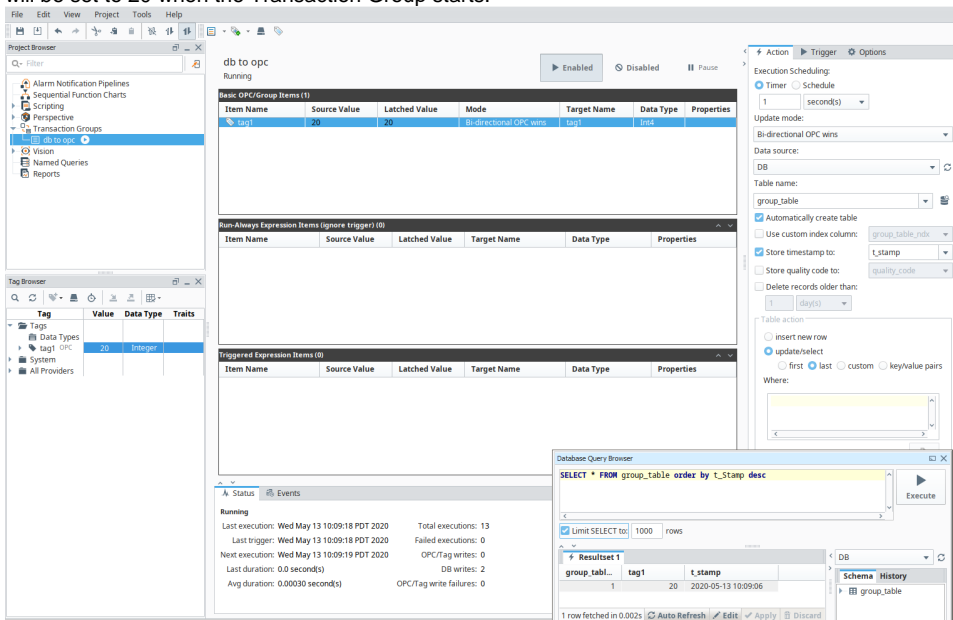 will be set to 20 when the Transaction Group starts.
File Edit View Project Tools Help
Project Browser
Filter
Alarm Notification Pipelines
Sequential Function Charts
Scripting
Perspective
Transaction Groups
db to opc
Vision
Named Queries
Reports
Tag Browser
Tag Value Data Type Traits
Tags
Data Types
tag1 OPC 20 Integer
System
All Providers
db to opc
Running
Enabled Disabled Pause
Basic OPC/Group Items (1)
Item Name Source Value Latched Value Mode Target Name Data Type Properties
tag1 20 20 Bi-directional OPC wins tag1 Int4
Run-Always Expression Items (ignore trigger) (0)
Item Name Source Value Latched Value Target Name Data Type Properties
Triggered Expression Items (0)
Item Name Source Value Latched Value Target Name Data Type Properties
Status Events
Running
Last execution: Wed May 13 10:09:18 PDT 2020 Total executions: 13
Last trigger: Wed May 13 10:09:18 PDT 2020 Failed executions: 0
Next execution: Wed May 13 10:09:19 PDT 2020 OPC/Tag writes: 0
Last duration: 0.0 second(s) DB writes: 2
Avg duration: 0.00030 second(s) OPC/Tag write failures: 0
Action Trigger Options
Execution Scheduling:
Timer Schedule
1 second(s)
Update mode:
Bi-directional OPC wins
Data source:
DB
Table name:
group_table
Automatically create table
Use custom index column: group_table_ndx
Store timestamp to: t_stamp
Store quality code to: quality_code
Delete records older than:
1 day(s)
Table action
insert new row
update/select
first last custom key/value pairs
Where:
Database Query Browser
SELECT * FROM group_table order by t_Stamp desc
Execute
Limit SELECT to: 1000 rows
Resultset 1
group_tabl... tag1 t_stamp
1 20 2020-05-13 10:09:06
1 row fetched in 0.002s Auto Refresh Edit Apply Discard
DB
Schema History
group_table